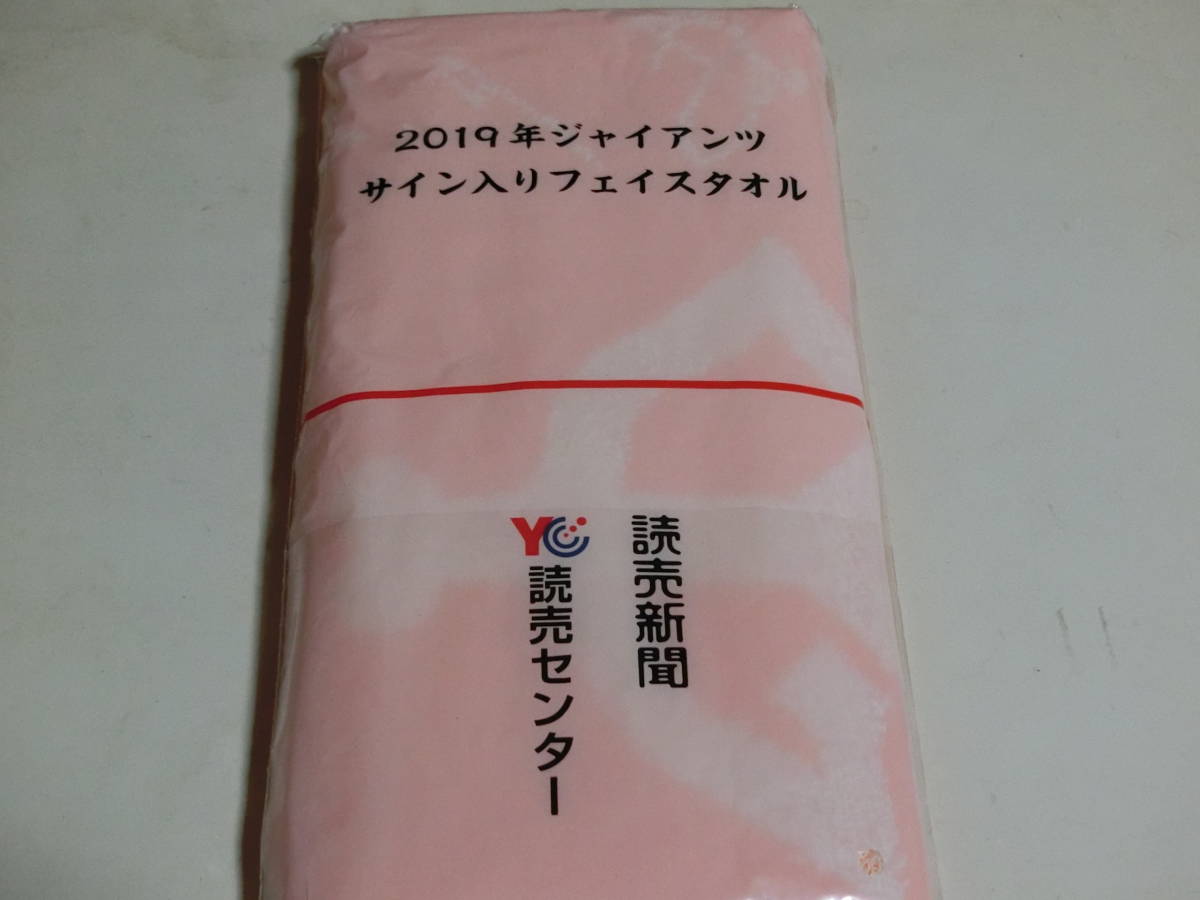 2019年ジャイアンツ
サイン入りフェイスタオル
読売新聞
YC
読売センター